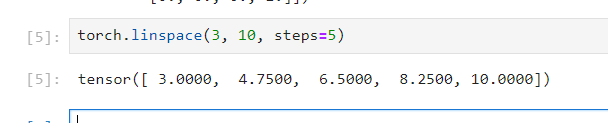 [5]: torch.linspace(3, 10, steps=5)
[5]: tensor([ 3.0000,  4.7500,  6.5000,  8.2500, 10.0000])